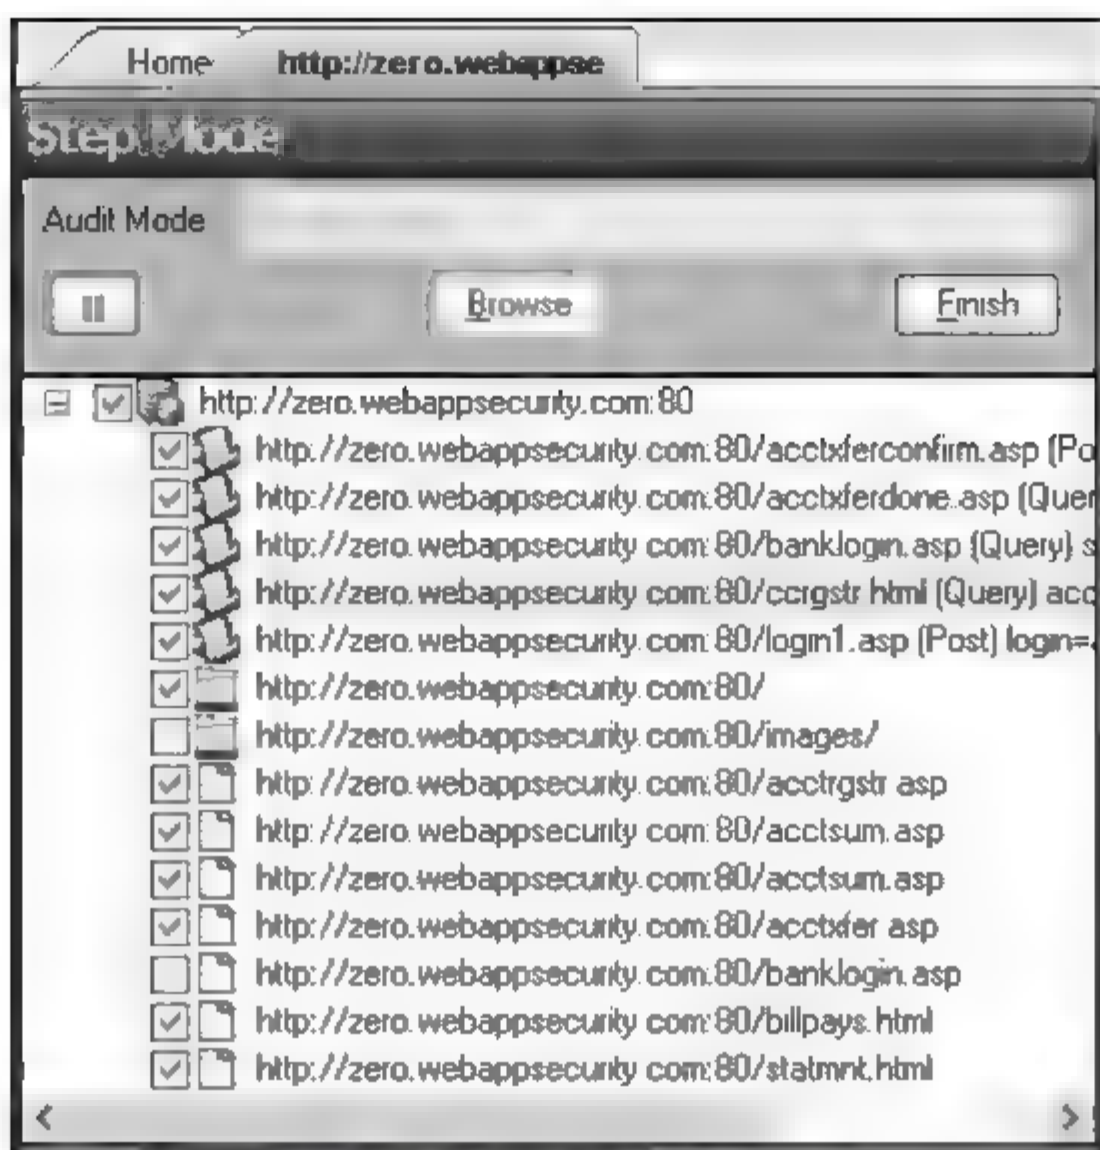 Home http://zero.webappse
Step Mode
Audit Mode
Browse Finish
http://zero.webappsecurity.com:80
http://zero.webappsecurity.com:80/acctxferconfirm.asp (Po
http://zero.webappsecurity.com:80/acctxferdone.asp (Quer
http://zero.webappsecurity.com:80/banklogin.asp (Query) s
http://zero.webappsecurity.com:80/ccrgstr.html (Query) acc
http://zero.webappsecurity.com:80/login1.asp (Post) login=
http://zero.webappsecurity.com:80/
http://zero.webappsecurity.com:80/images/
http://zero.webappsecurity.com:80/acctrgstr.asp
http://zero.webappsecurity.com:80/acctsum.asp
http://zero.webappsecurity.com:80/acctsum.asp
http://zero.webappsecurity.com:80/acctxfer.asp
http://zero.webappsecurity.com:80/banklogin.asp
http://zero.webappsecurity.com:80/billpays.html
http://zero.webappsecurity.com:80/statmnt.html